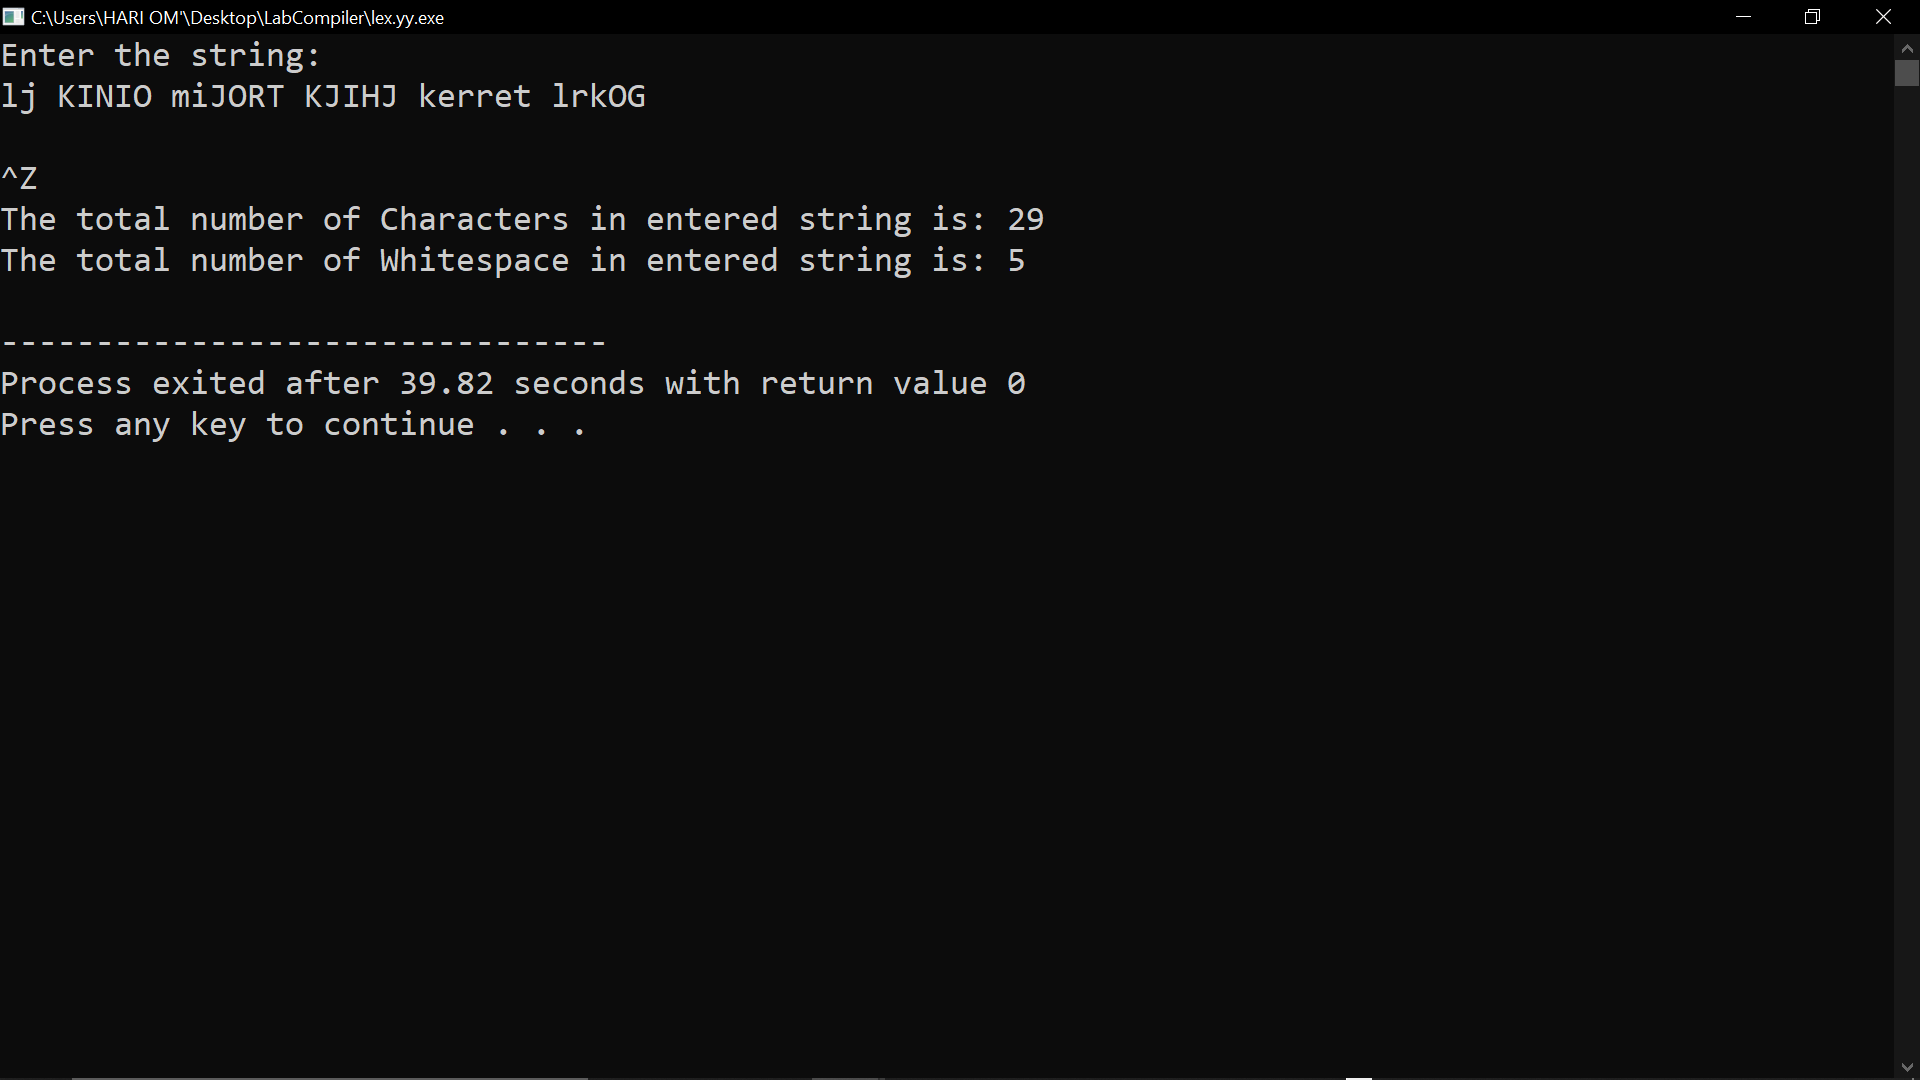 C:\Users\HARI OM'\Desktop\LabCompiler\lex.yy.exe
Enter the string:
lj KINIO miJORT KJIHJ kerret lrkOG
^Z
The total number of Characters in entered string is: 29
The total number of Whitespace in entered string is: 5
--------------------------------
Process exited after 39.82 seconds with return value 0
Press any key to continue . . .